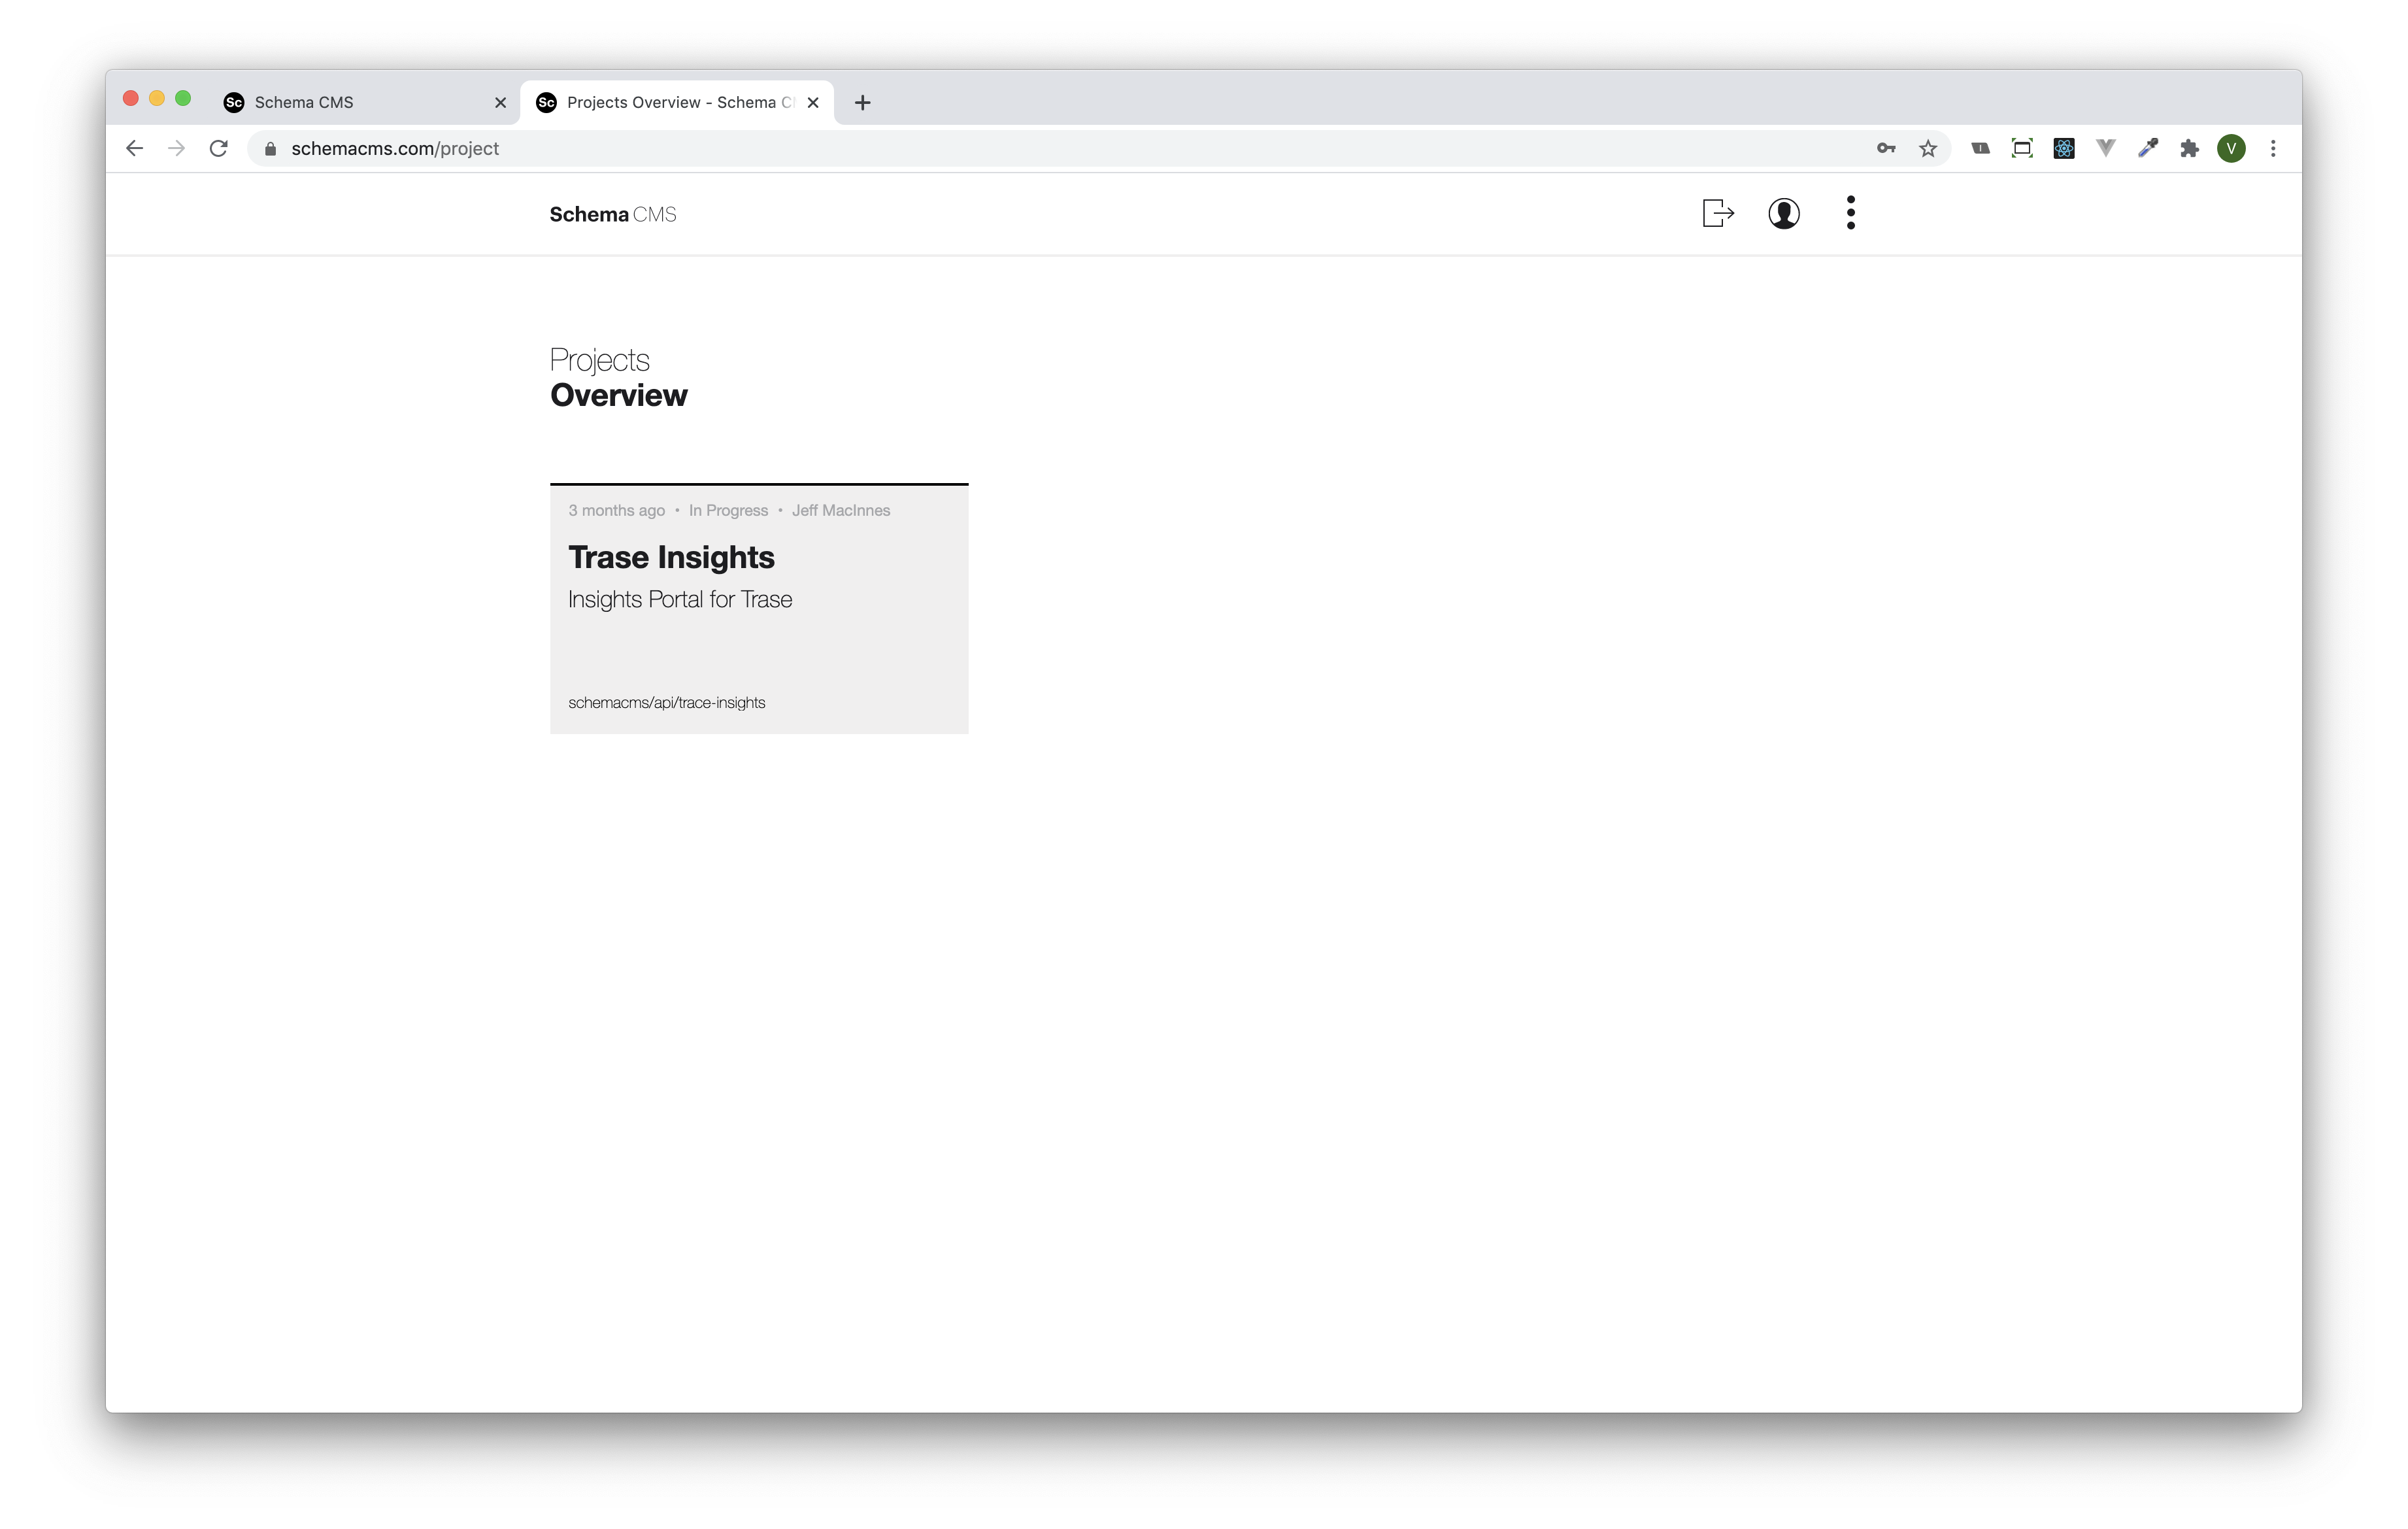 Sc Schema CMS
Sc Projects Overview - Schema C
schemacms.com/project
V
Schema CMS
Projects
Overview
3 months ago • In Progress • Jeff MacInnes
Trase Insights
Insights Portal for Trase
schemacms/api/trace-insights